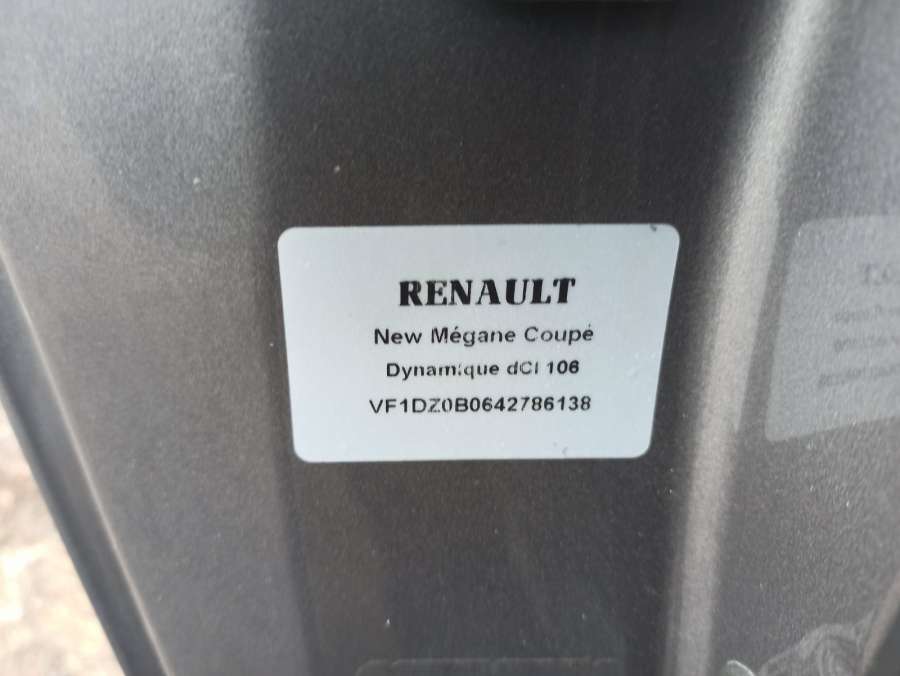 RENAULT
New Mégane Coupé
Dynamique dCI 106
VF1DZ0B0642786138